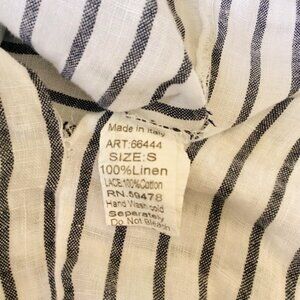 Made in Italy
ART:66444
SIZE:S
100%Linen
LACE:100%Cotton
RN.59478
Hand Wash cold
Separately
Do Not Bleach